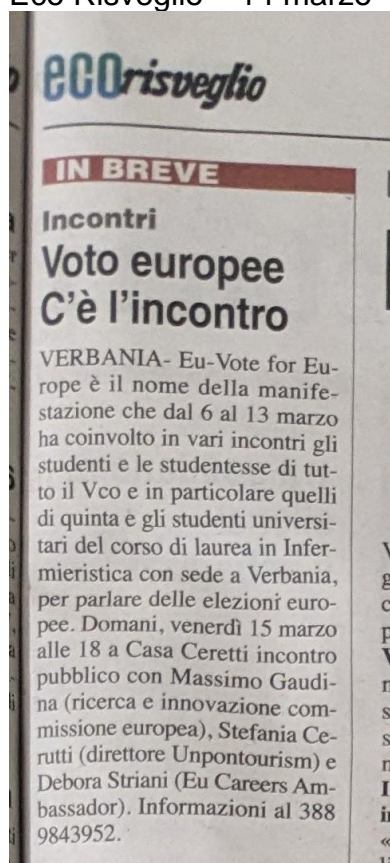 Eco Risveglio – 14 marzo
ecorisveglio
IN BREVE
Incontri
Voto europee
C'è l'incontro
VERBANIA- Eu-Vote for Eu-
rope è il nome della manife-
stazione che dal 6 al 13 marzo
ha coinvolto in vari incontri gli
studenti e le studentesse di tut-
to il Vco e in particolare quelli
di quinta e gli studenti universi-
tari del corso di laurea in Infer-
mieristica con sede a Verbania,
per parlare delle elezioni euro-
pee. Domani, venerdì 15 marzo
alle 18 a Casa Ceretti incontro
pubblico con Massimo Gaudi-
na (ricerca e innovazione com-
missione europea), Stefania Ce-
rutti (direttore Unpontourism) e
Debora Striani (Eu Careers Am-
bassador). Informazioni al 388
9843952.